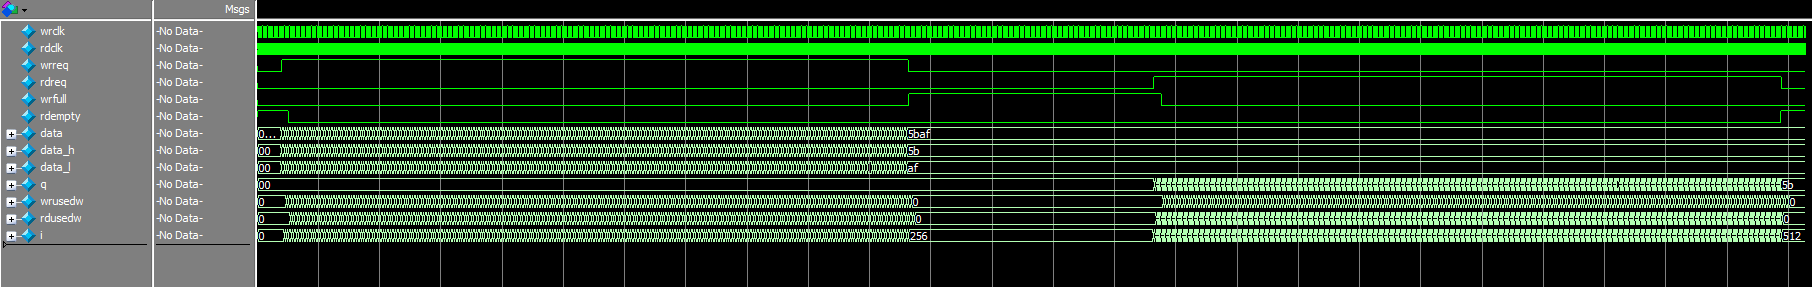 Msgs
wrclk -No Data-
rdclk -No Data-
wrreq -No Data-
rdreq -No Data-
wrfull -No Data-
rdempty -No Data-
data -No Data- 0... 5baf
data_h -No Data- 00 5b
data_l -No Data- 00 af
q -No Data- 00 5b
wrusedw -No Data- 0 0 0
rdusedw -No Data- 0 0 0
i -No Data- 0 256 512